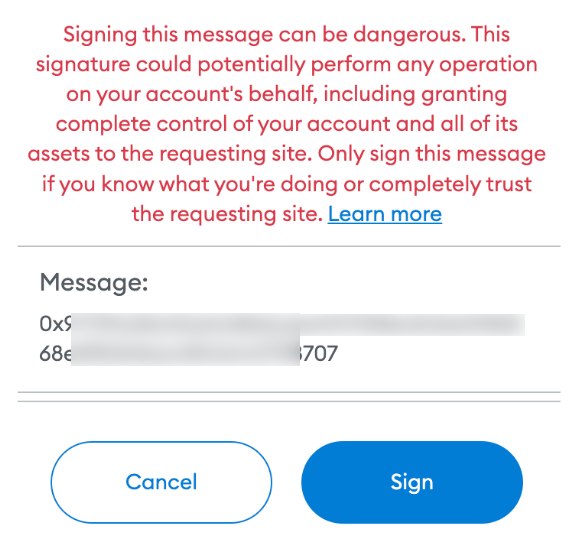 Signing this message can be dangerous. This
signature could potentially perform any operation
on your account's behalf, including granting
complete control of your account and all of its
assets to the requesting site. Only sign this message
if you know what you're doing or completely trust
the requesting site. Learn more
Message:
0x9
68e 8707
Cancel
Sign